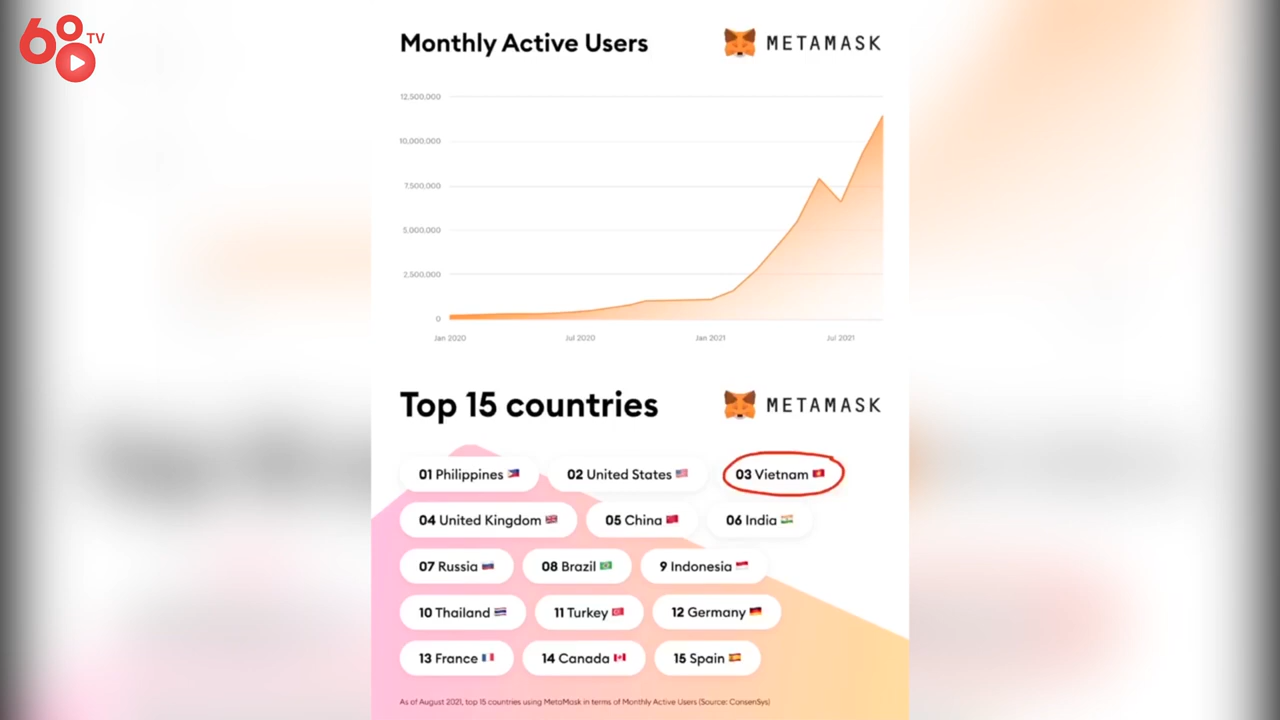 68 TV
Monthly Active Users
METAMASK
12,500,000
10,000,000
7,500,000
5,000,000
2,500,000
0
Jan 2020 Jul 2020 Jan 2021 Jul 2021
Top 15 countries
METAMASK
01 Philippines 02 United States 03 Vietnam
04 United Kingdom 05 China 06 India
07 Russia 08 Brazil 9 Indonesia
10 Thailand 11 Turkey 12 Germany
13 France 14 Canada 15 Spain
As of August 2021, top 15 countries using MetaMask in terms of Monthly Active Users (Source: ConsenSys)